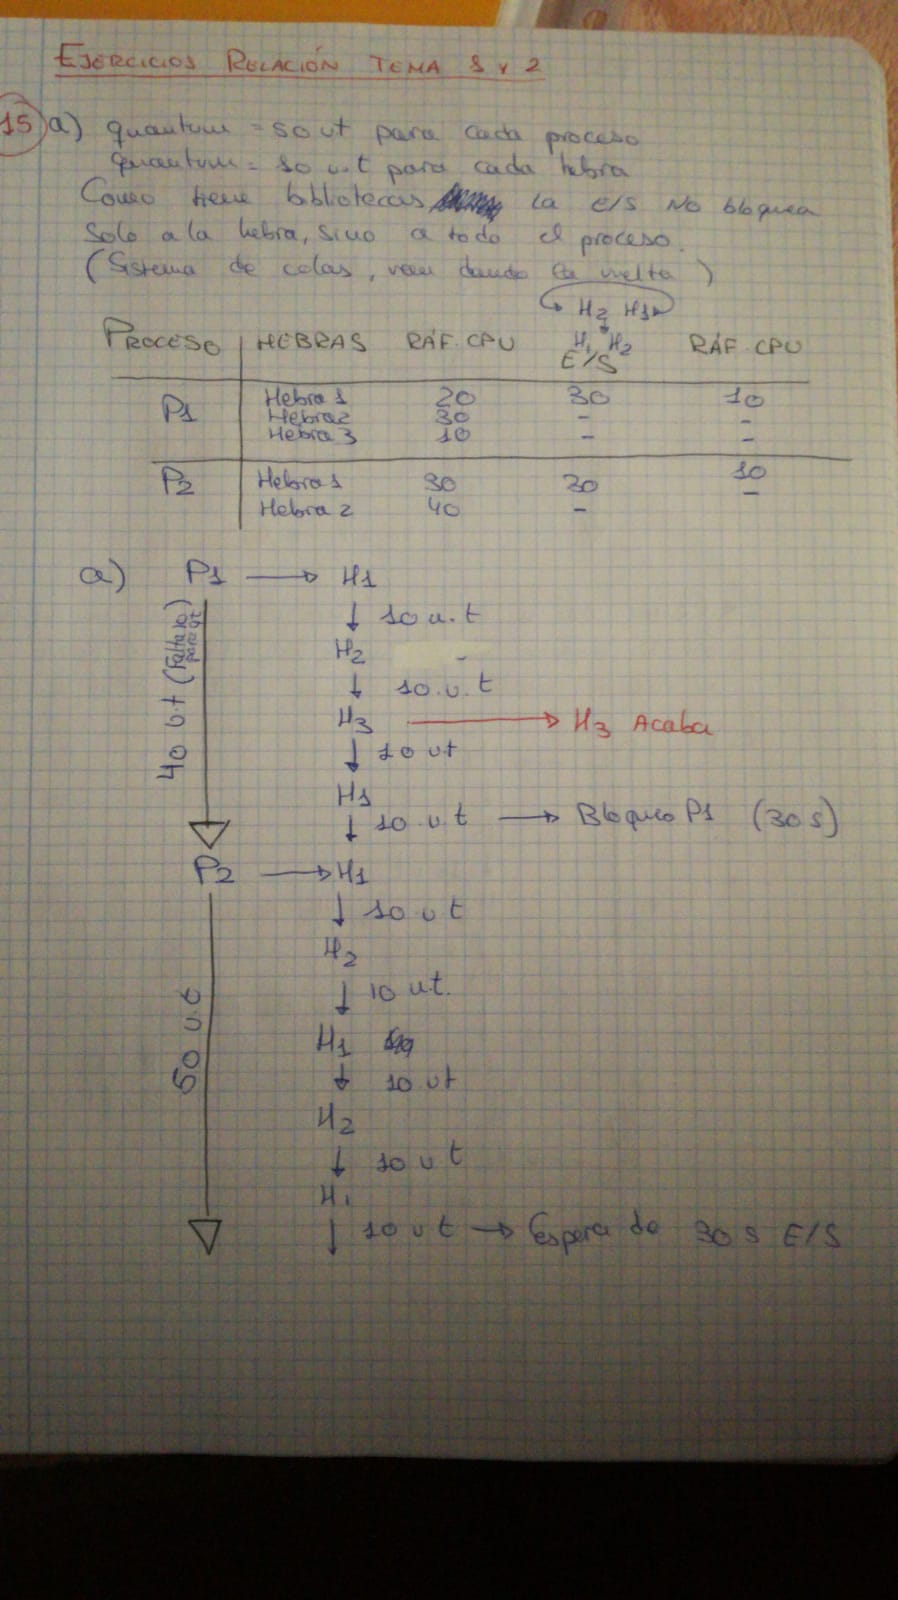 EJERCICIOS RELACIÓN TEMA 1 Y 2
15) a) quantum = 50 ut para cada proceso
quantum = 10 u.t para cada hebra
Como tiene bibliotecas la E/S No bloquea
solo a la hebra, sino a todo el proceso.
(Sistema de colas, van dando la vuelta)
H2 H1
H1 H2
PROCESO HEBRAS RÁF. CPU E/S RÁF. CPU
P1 Hebra 1 20 30 10
Hebra 2 30 - -
Hebra 3 10 - -
P2 Hebra 1 30 30 10
Hebra 2 40 - -
a) P1 → H1
↓ 10 u.t
H2 -
↓ 10 u.t
H3 → H3 Acaba
↓ 10 ut
H1
↓ 10 u.t → Bloqueo P1 (30 s)
40 u.t (Falta 10 para qt)
P2 → H1
↓ 10 ut
H2
↓ 10 u.t.
H1
↓ 10 ut
H2
↓ 10 ut
H1
↓ 10 ut → Espera de 30 s E/S
50 u.t